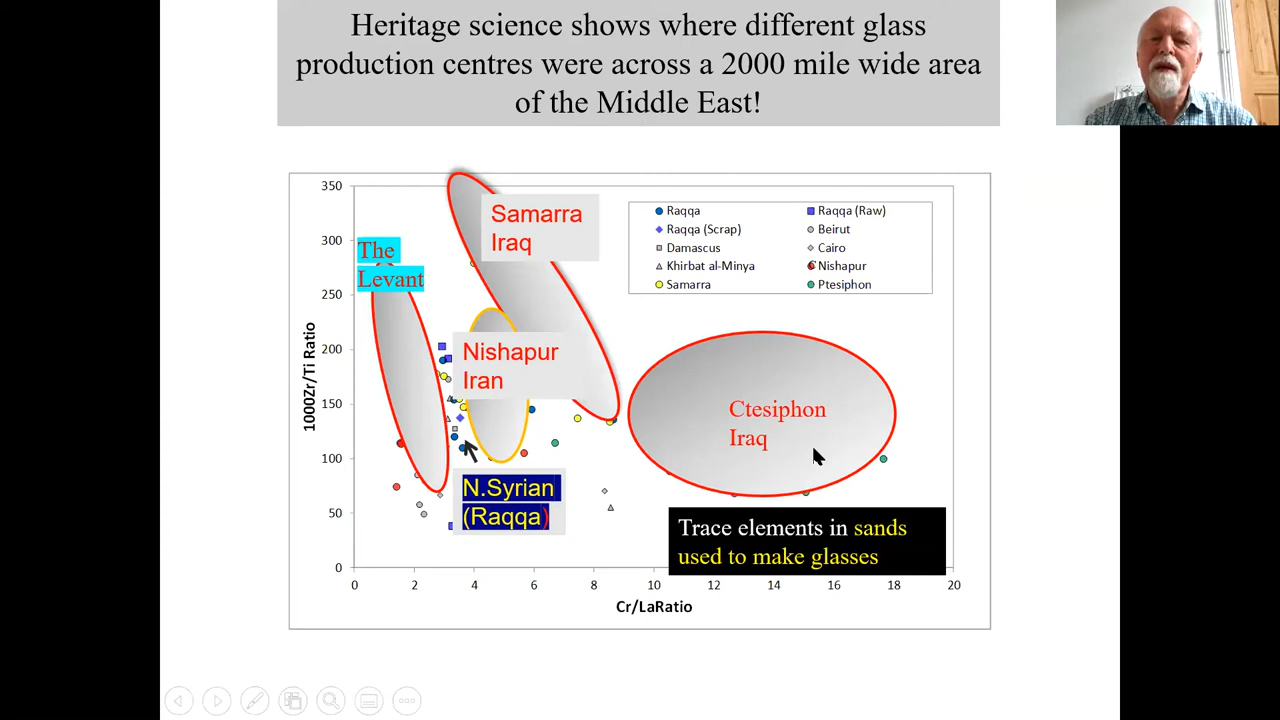 Heritage science shows where different glass
production centres were across a 2000 mile wide area
of the Middle East!
350
300
250
200
150
100
50
0
1000Zr/Ti Ratio
The
Levant
Samarra
Iraq
Nishapur
Iran
N.Syrian
(Raqqa)
Ctesiphon
Iraq
Raqqa
Raqqa (Raw)
Raqqa (Scrap)
Beirut
Damascus
Cairo
Khirbat al-Minya
Nishapur
Samarra
Ptesiphon
Trace elements in sands
used to make glasses
0 2 4 6 8 10 12 14 16 18 20
Cr/LaRatio